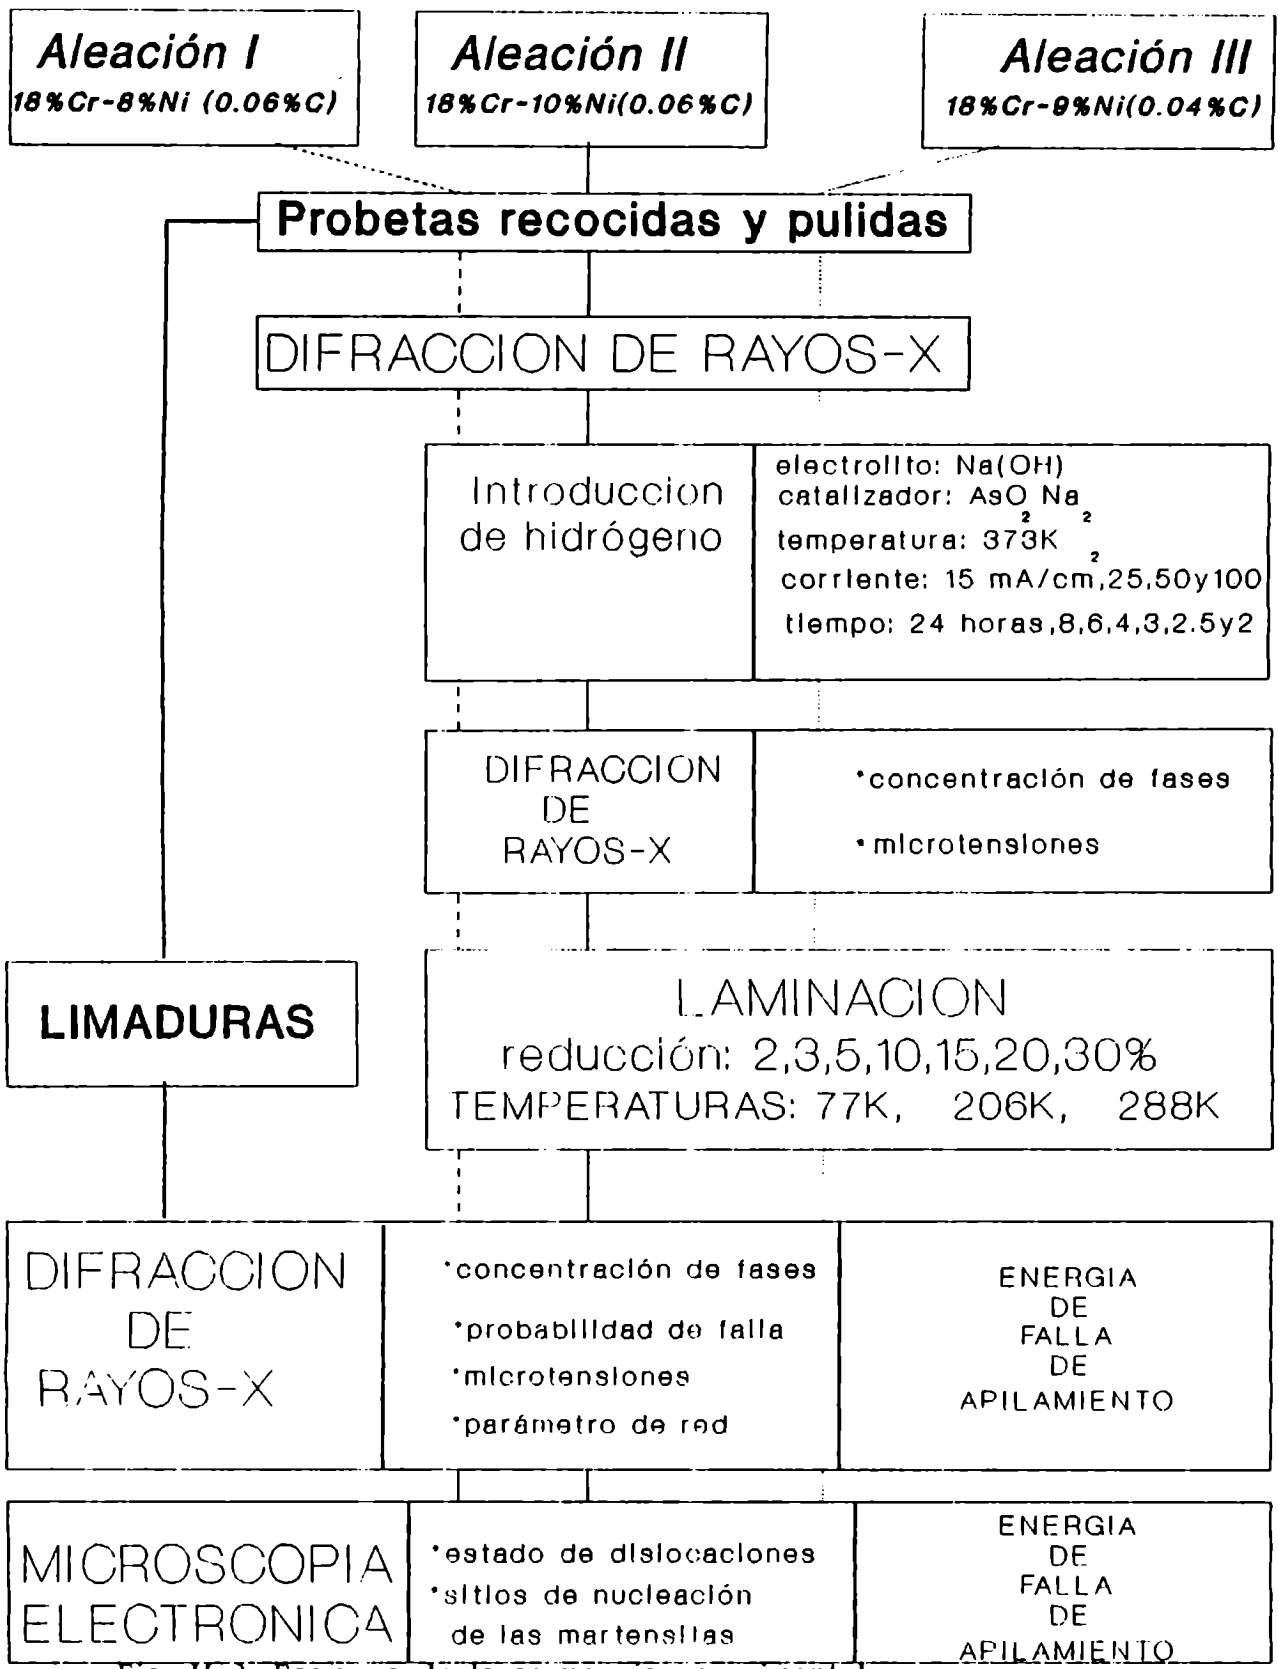 Aleación I
18%Cr-8%Ni (0.06%C)
Aleación II
18%Cr-10%Ni(0.06%C)
Aleación III
18%Cr-9%Ni(0.04%C)
Probetas recocidas y pulidas
DIFRACCION DE RAYOS-X
Introduccion
de hidrógeno
electrolito: Na(OH)
catalizador: AsO₂Na₂
temperatura: 373K
corriente: 15 mA/cm²,25,50y100
tiempo: 24 horas,8,6,4,3,2.5y2
DIFRACCION
DE
RAYOS-X
•concentración de fases
•microtensiones
LIMADURAS
LAMINACION
reducción: 2,3,5,10,15,20,30%
TEMPERATURAS: 77K, 206K, 288K
DIFRACCION
DE
RAYOS-X
•concentración de fases
•probabilidad de falla
•microtensiones
•parámetro de red
ENERGIA
DE
FALLA
DE
APILAMIENTO
MICROSCOPIA
ELECTRONICA
•estado de dislocaciones
•sitios de nucleación
de las martensitas
ENERGIA
DE
FALLA
DE
APILAMIENTO